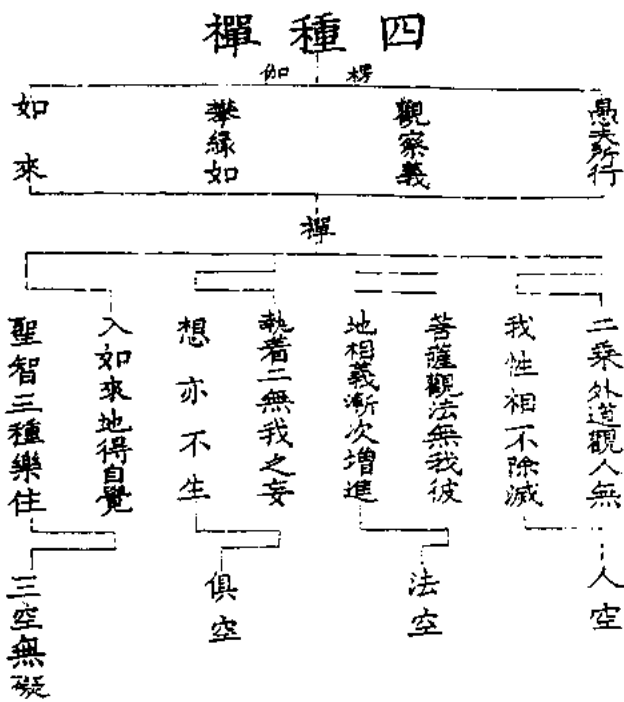 四種禪
楞伽
愚夫所行
觀察義
攀緣如
如來
禪
二乘外道觀人無
我性相不除滅
菩薩觀法無我彼
地相義漸次增進
執着二無我之妄
想亦不生
入如來地得自覺
聖智三種樂住
人空
法空
俱空
三空無礙